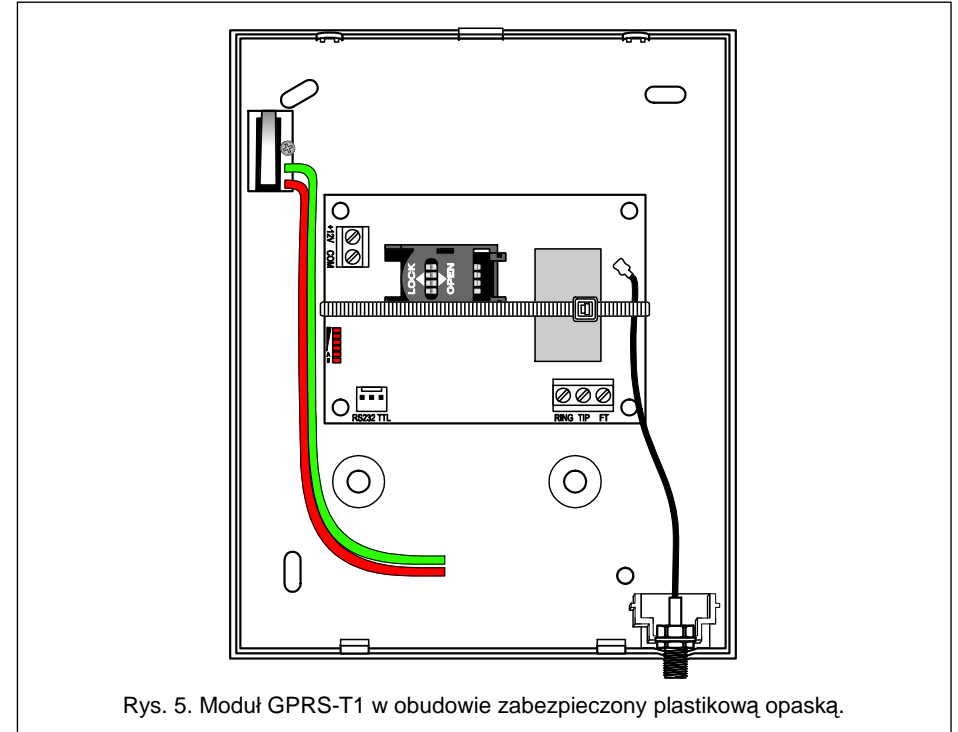 +12V
COM
LOCK
OPEN
A
B
RS232 TTL
RING TIP FT
Rys. 5. Moduł GPRS-T1 w obudowie zabezpieczony plastikową opaską.